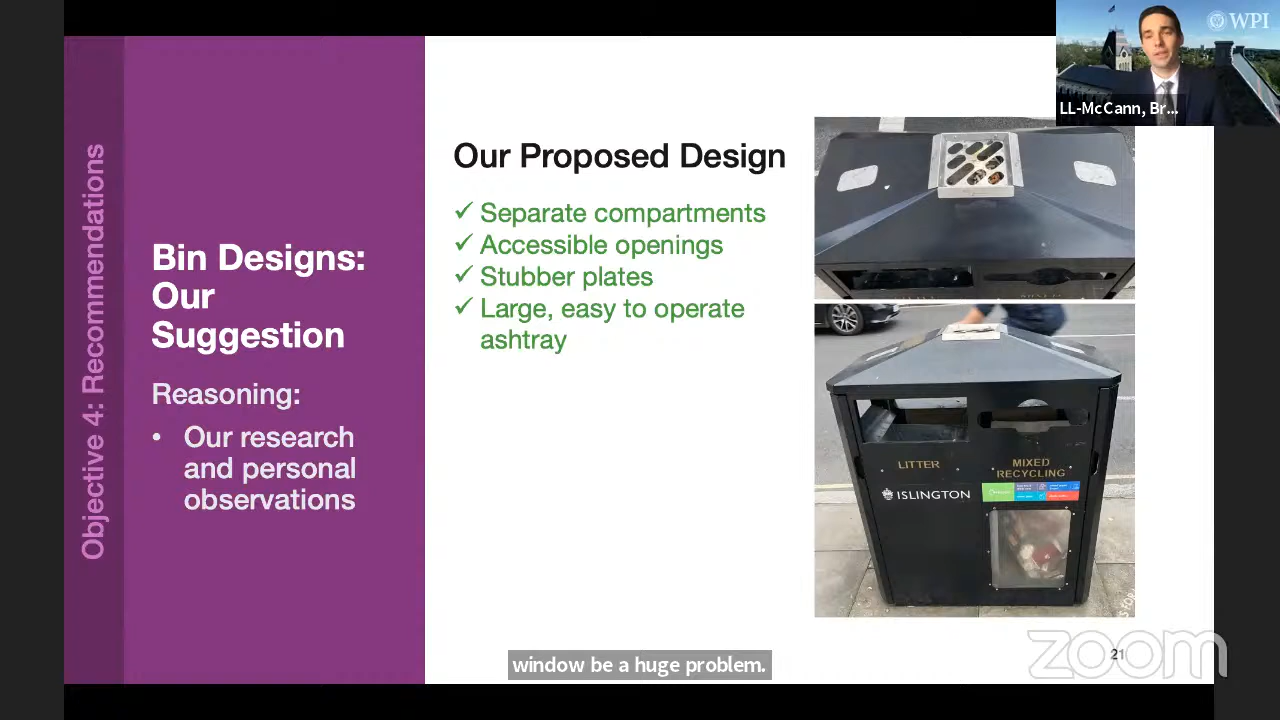 Objective 4: Recommendations
Bin Designs:
Our
Suggestion
Reasoning:
• Our research
and personal
observations
Our Proposed Design
✓ Separate compartments
✓ Accessible openings
✓ Stubber plates
✓ Large, easy to operate
ashtray
LITTER
MIXED
RECYCLING
ISLINGTON
WPI
LL-McCann, Br...
window be a huge problem.
21
zoom